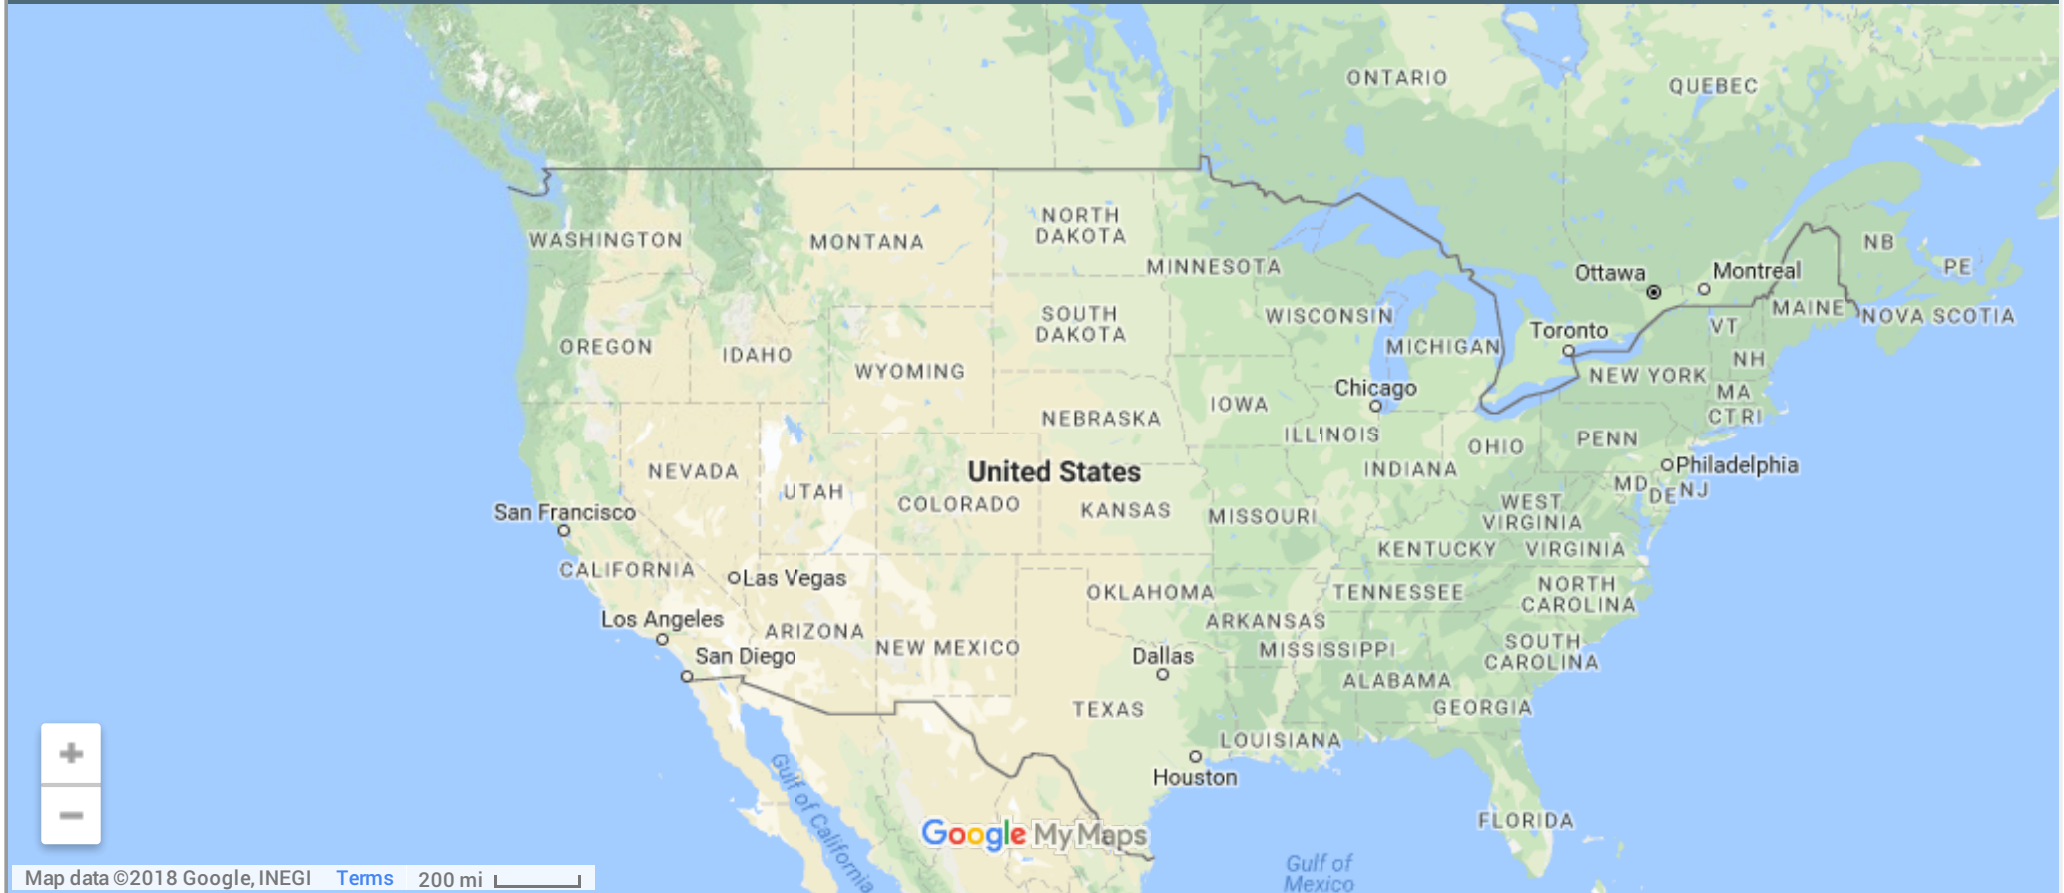 ONTARIO
QUEBEC
NORTH
DAKOTA
WASHINGTON
MONTANA
NB
MINNESOTA
PE
Ottawa
Montreal
MAINE
WISCONSIN
NOVA SCOTIA
SOUTH
DAKOTA
VT
Toronto
OREGON
IDAHO
MICHIGAN
NH
WYOMING
NEW YORK
Chicago
MA
IOWA
CT RI
NEBRASKA
ILLINOIS
OHIO
PENN
NEVADA
United States
INDIANA
Philadelphia
UTAH
MD
DE
NJ
COLORADO
KANSAS
MISSOURI
WEST
VIRGINIA
San Francisco
KENTUCKY
VIRGINIA
CALIFORNIA
Las Vegas
OKLAHOMA
TENNESSEE
NORTH
CAROLINA
Los Angeles
ARIZONA
ARKANSAS
NEW MEXICO
MISSISSIPPI
SOUTH
CAROLINA
San Diego
Dallas
ALABAMA
TEXAS
GEORGIA
LOUISIANA
+
Houston
Gulf of California
−
FLORIDA
Google My Maps
Gulf of
Mexico
Map data ©2018 Google, INEGI Terms 200 mi